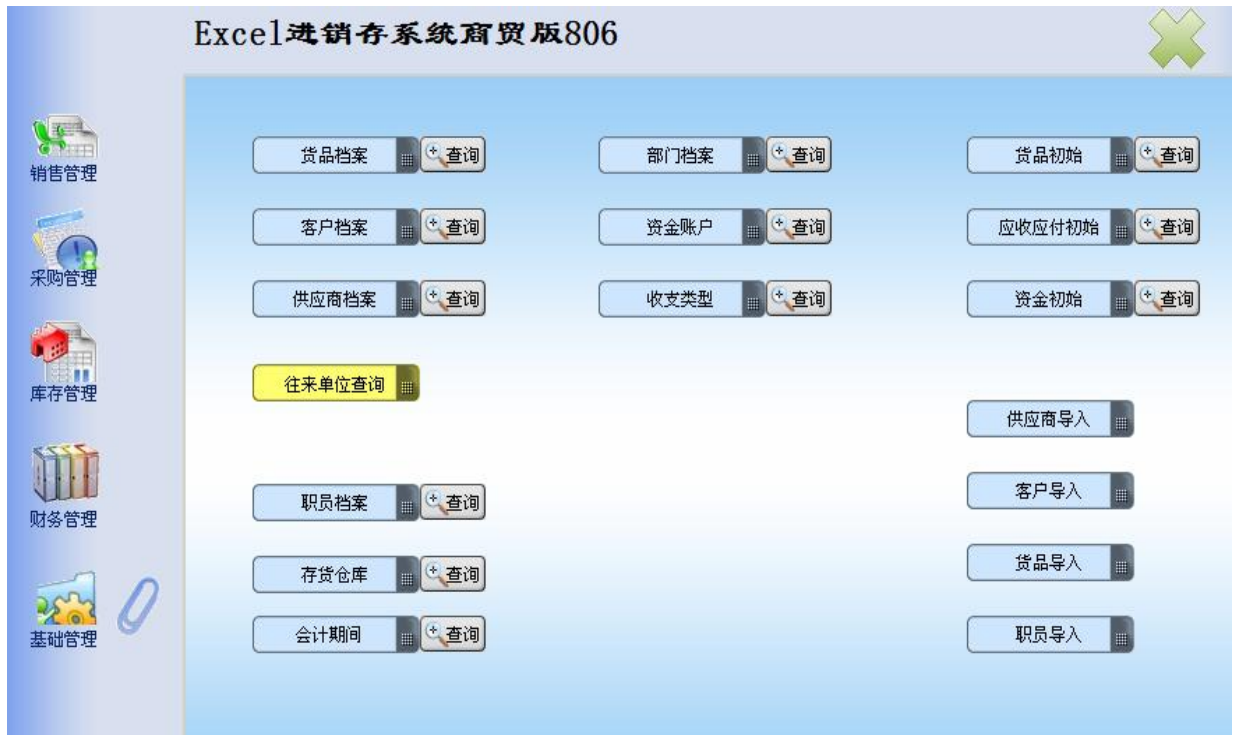 Excel进销存系统商贸版806
销售管理
采购管理
库存管理
财务管理
基础管理
货品档案 查询 部门档案 查询 货品初始 查询
客户档案 查询 资金账户 查询 应收应付初始 查询
供应商档案 查询 收支类型 查询 资金初始 查询
往来单位查询
供应商导入
职员档案 查询 客户导入
存货仓库 查询 货品导入
会计期间 查询 职员导入